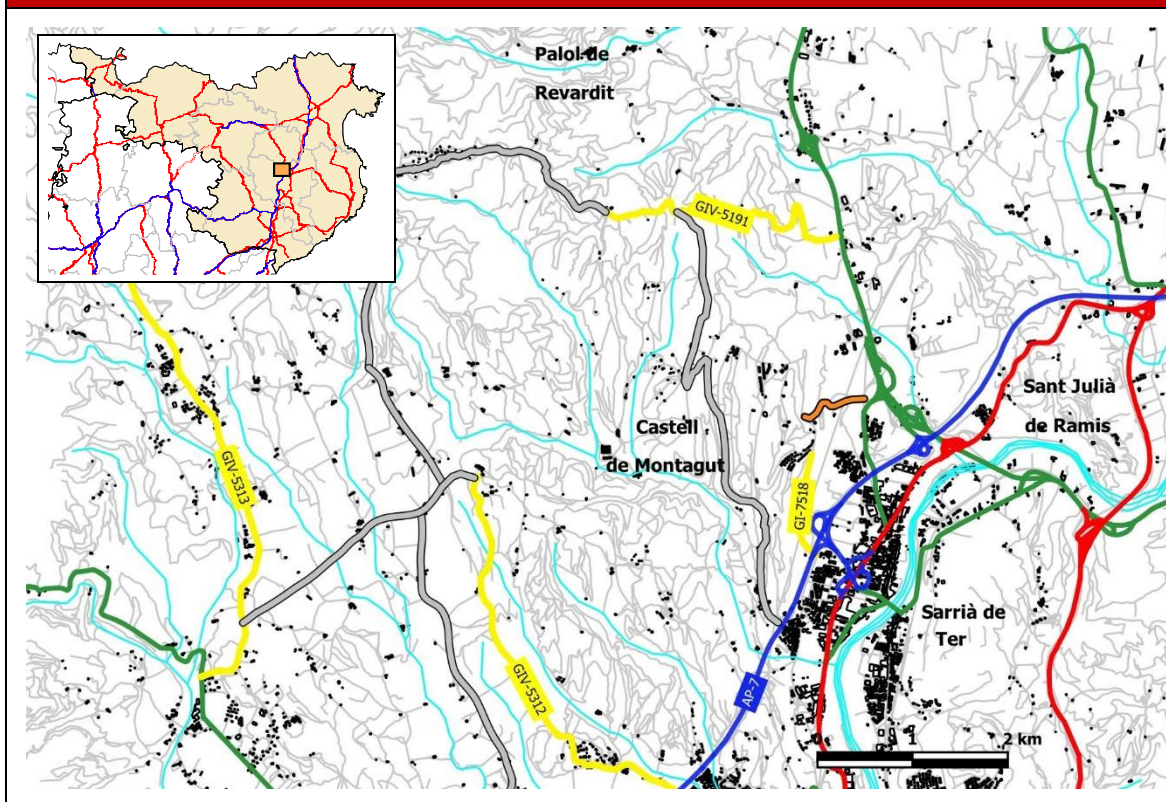 Palol de
Revardit
GIV-5191
Sant Julià
de Ramis
Castell
de Montagut
GIV-5313
GI-7518
Sarrià de
Ter
GIV-5312
AP-7
2 km